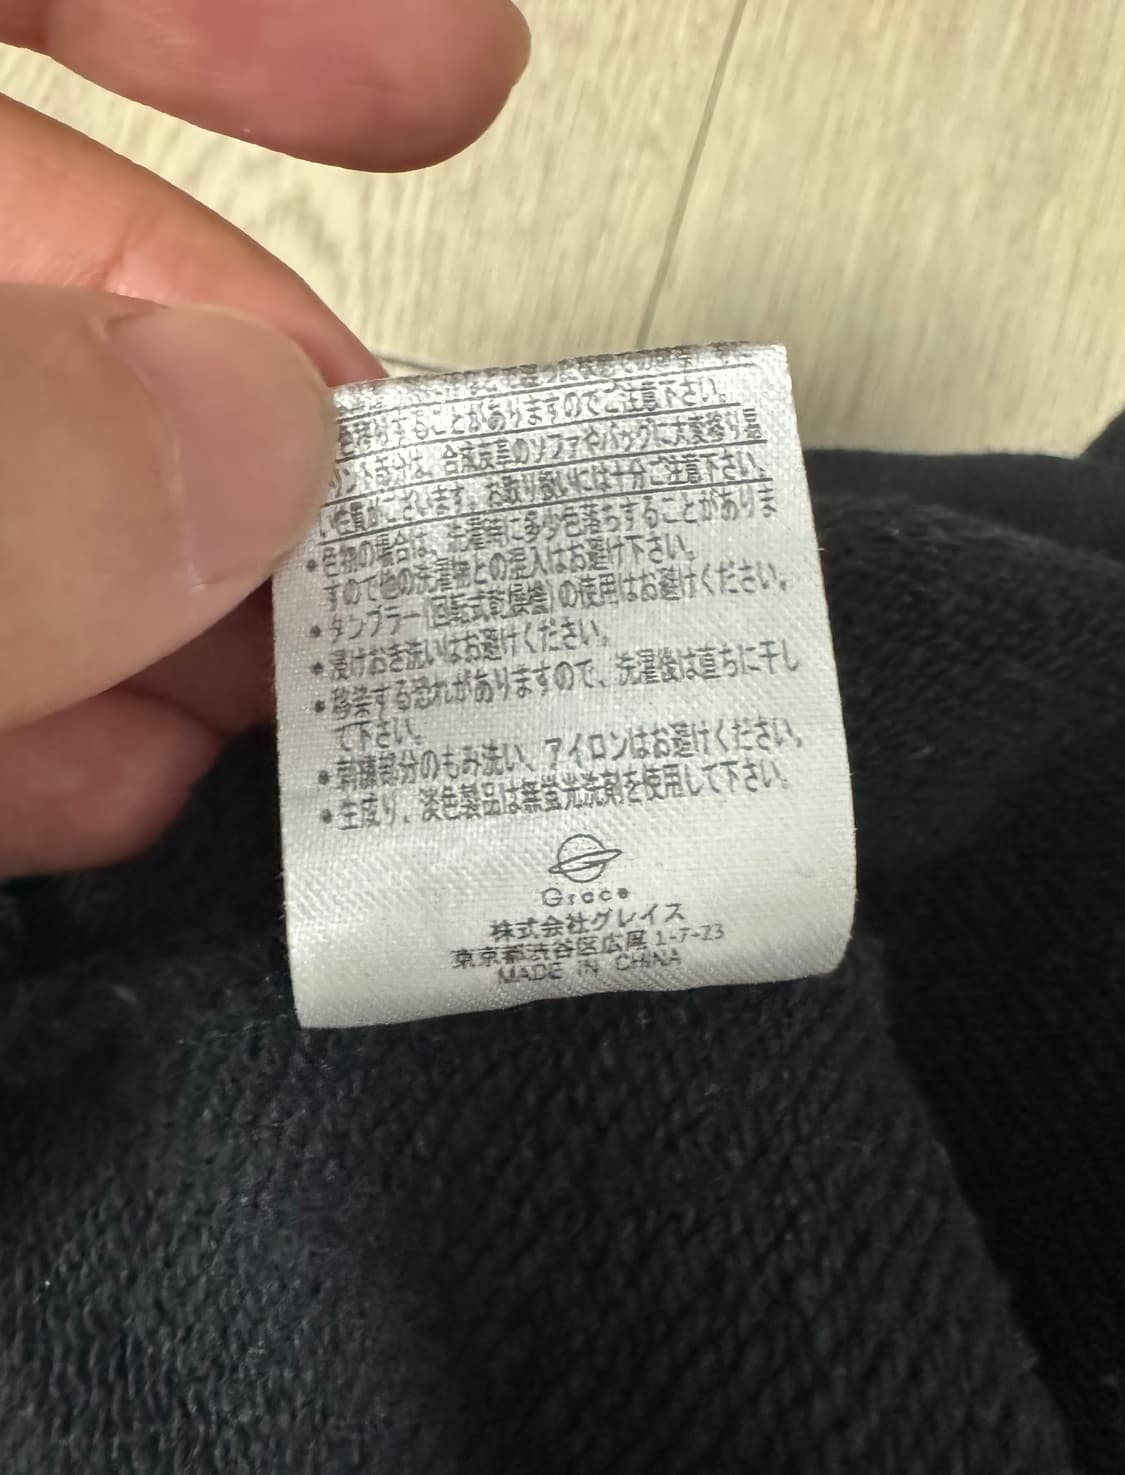 色落ちすることがありますのでご注意下さい。
リント部分は、合成皮革のソファやバッグに大変移り易
い性質がございます。お取り扱いには十分ご注意下さい。
•色物の場合は、洗濯時に多少色落ちすることがありま
すので他の洗濯物との混入はお避け下さい。
•タンブラー(回転式乾燥機)の使用はお避けください。
•浸けおき洗いはお避けください。
•移染する恐れがありますので、洗濯後は直ちに干し
て下さい。
•刺繍部分のもみ洗い、アイロンはお避けください。
•生成り、淡色製品は無蛍光洗剤を使用して下さい。
Grace
株式会社グレイス
東京都渋谷区広尾 1-7-23
MADE IN CHINA